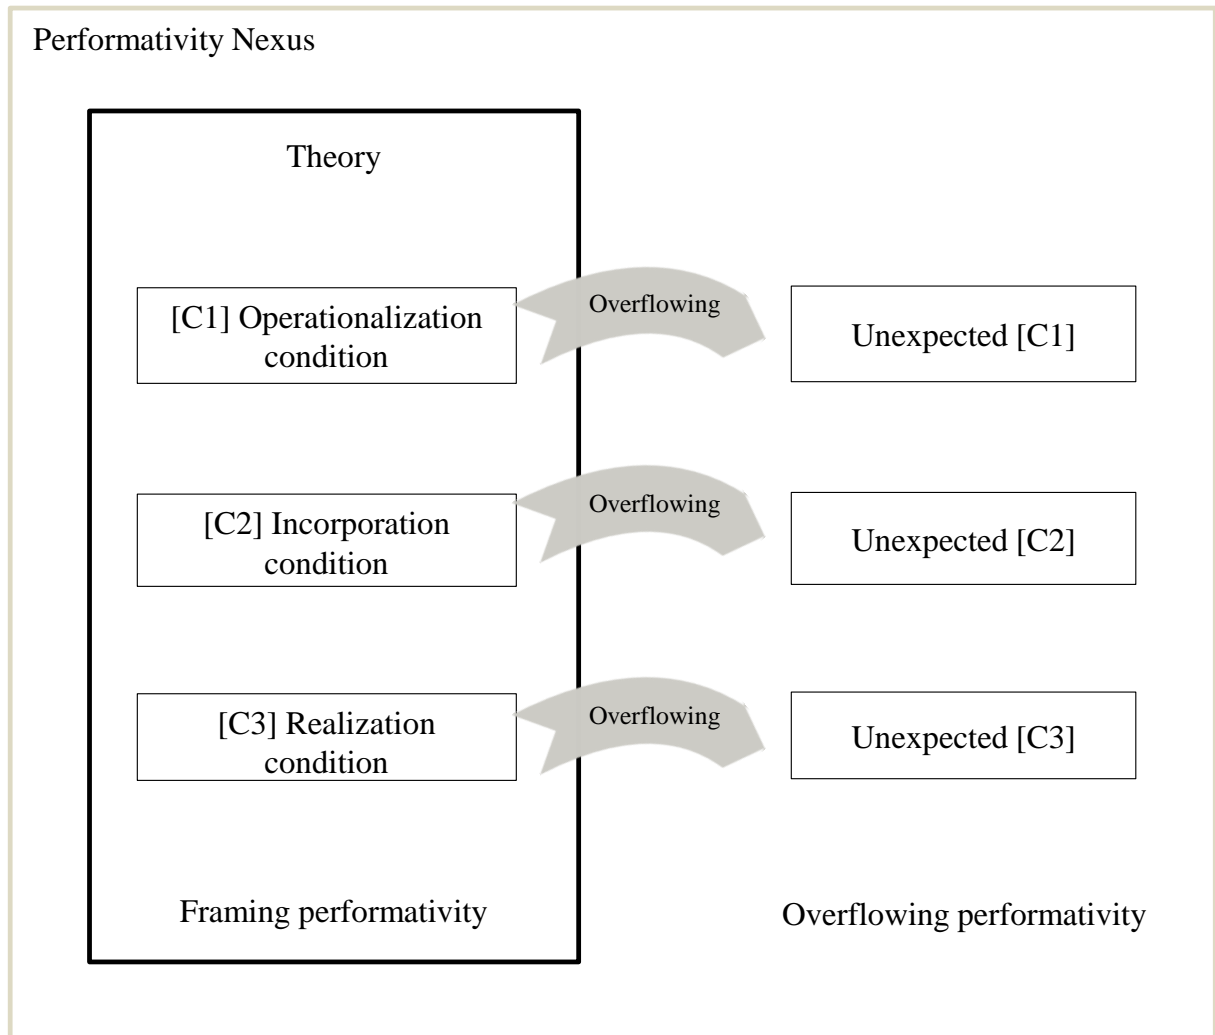 Performativity Nexus
Theory
[C1] Operationalization
condition
Overflowing
Unexpected [C1]
[C2] Incorporation
condition
Overflowing
Unexpected [C2]
[C3] Realization
condition
Overflowing
Unexpected [C3]
Framing performativity
Overflowing performativity